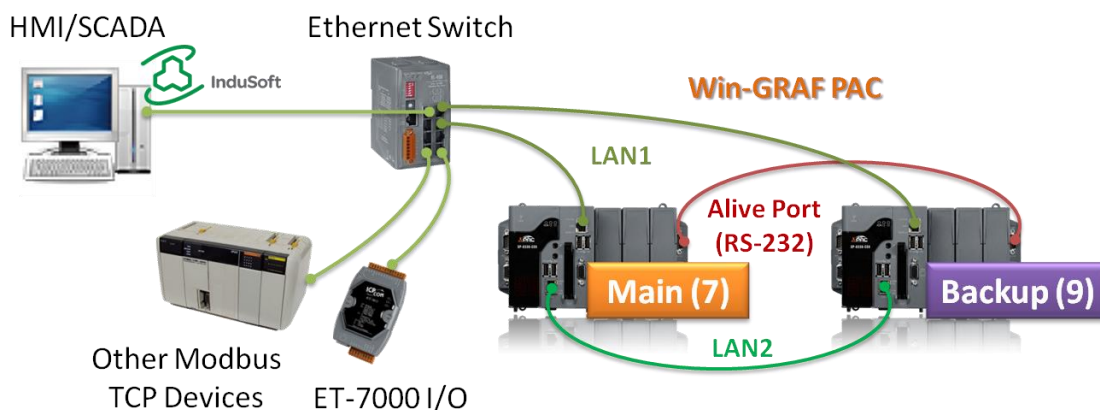 HMI/SCADA
Ethernet Switch
InduSoft
Win-GRAF PAC
LAN1
Alive Port
(RS-232)
Main (7)
Backup (9)
LAN2
Other Modbus
TCP Devices
ET-7000 I/O